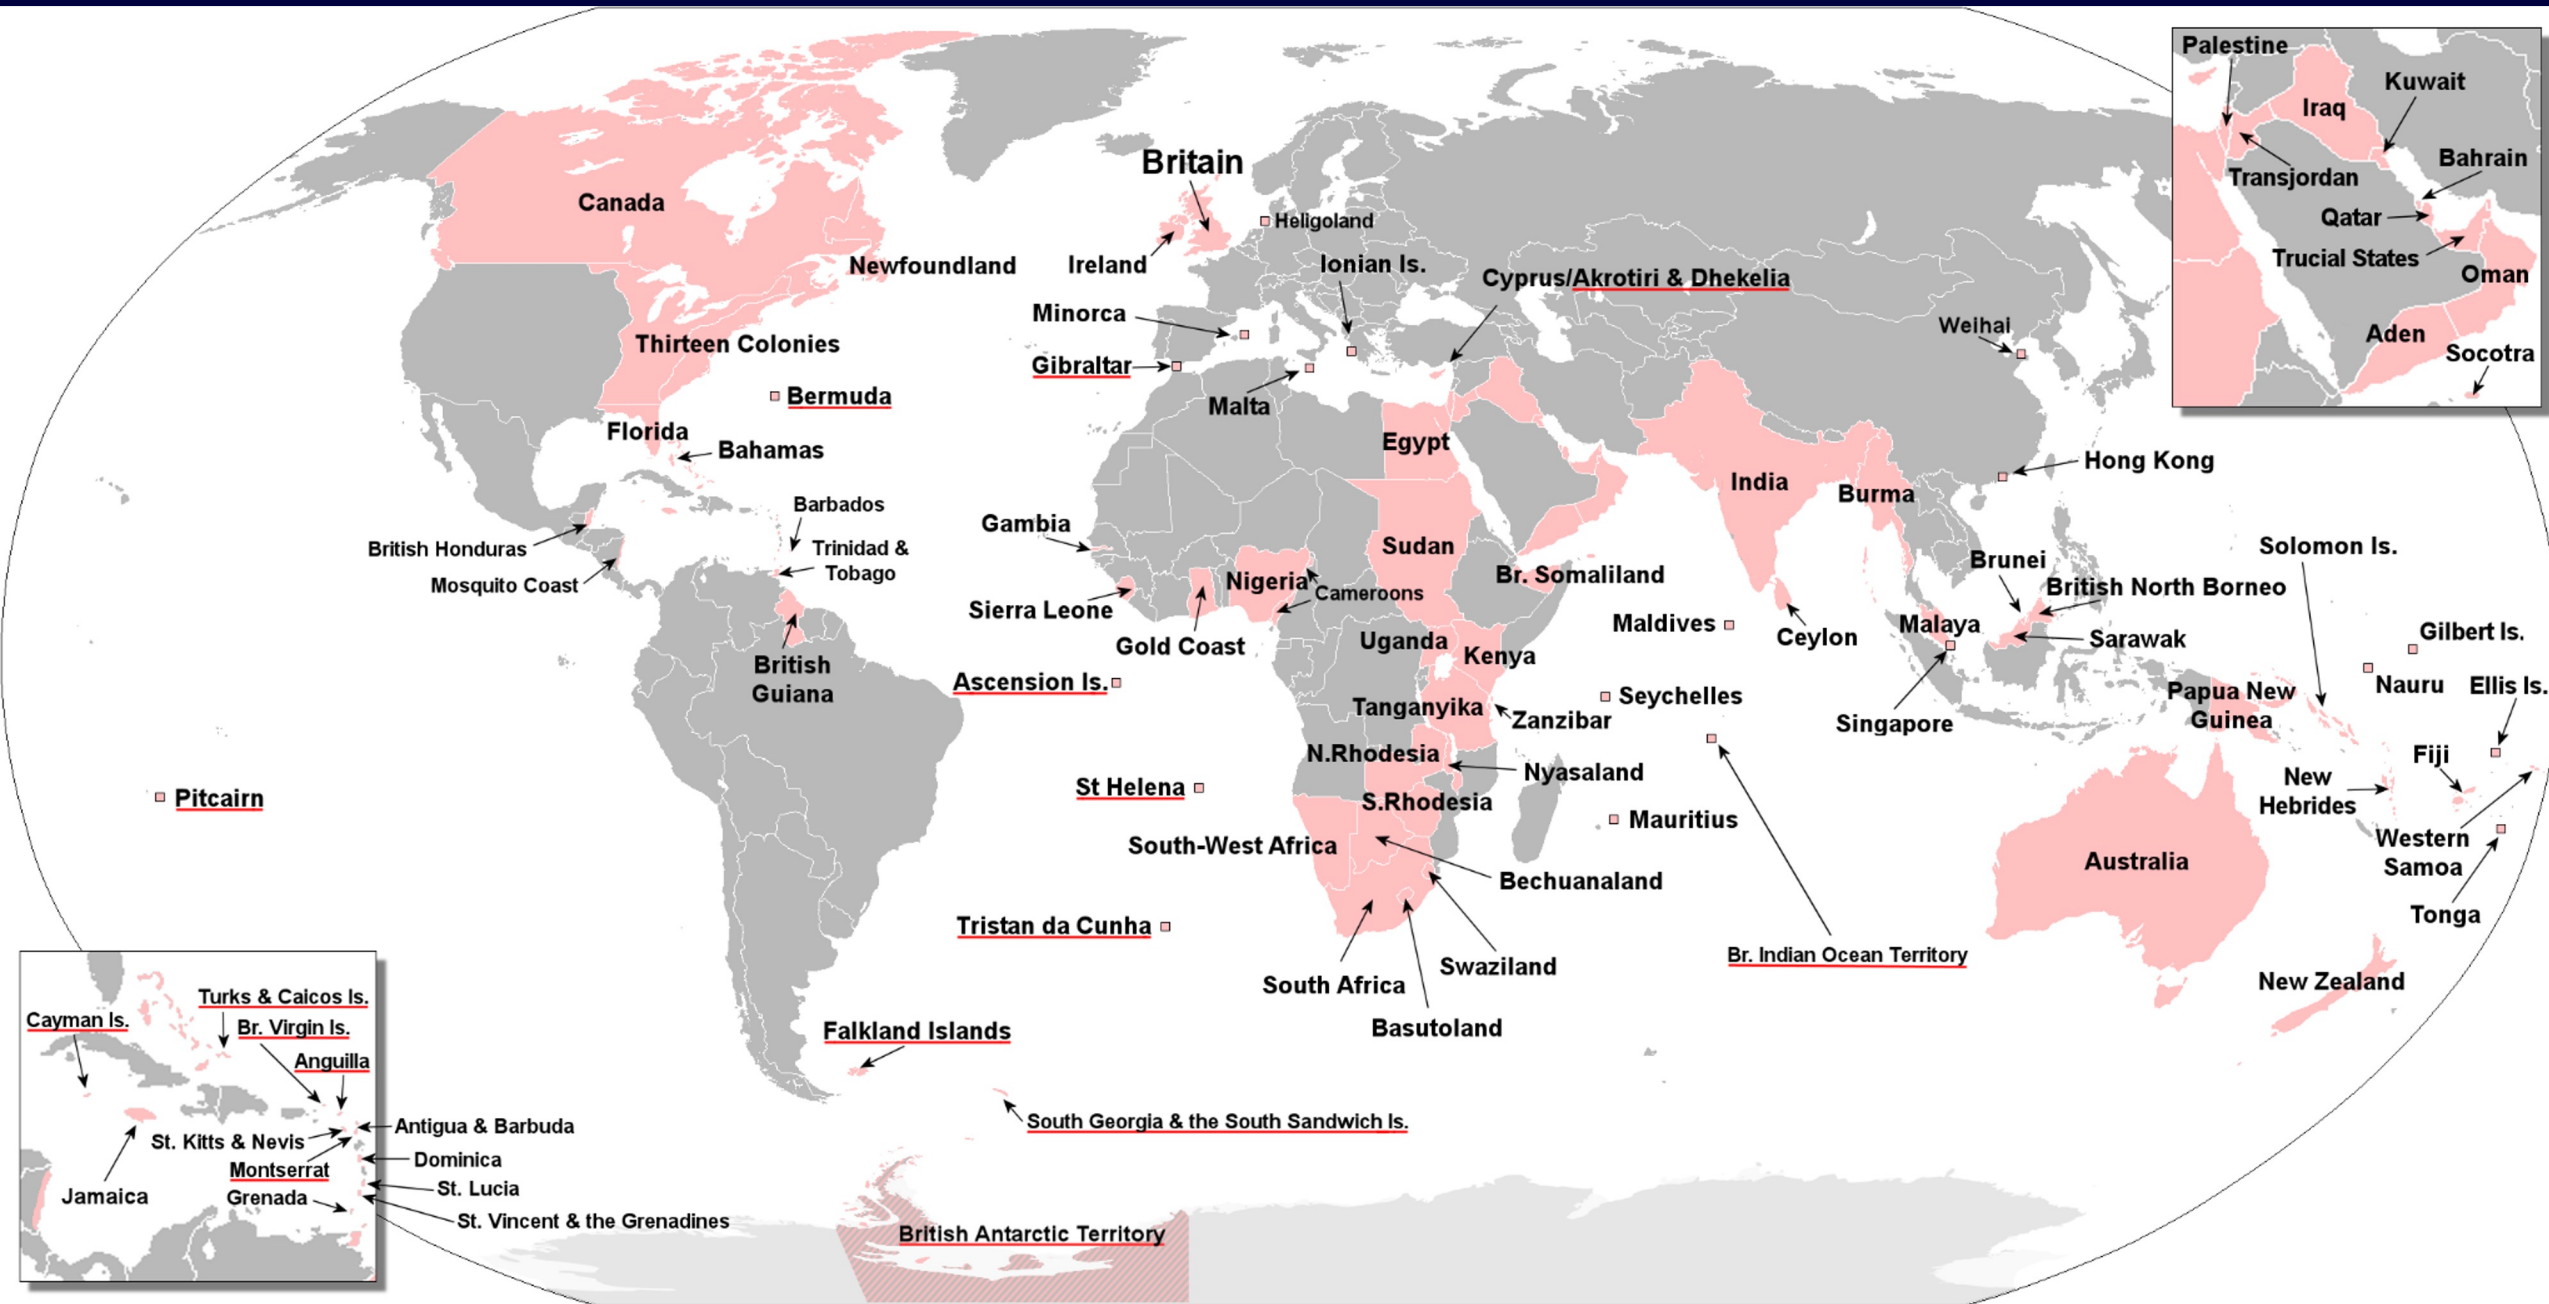 Palestine
Kuwait
Iraq
Bahrain
Transjordan
Qatar
Trucial States
Oman
Aden
Socotra
Britain
Canada
Heligoland
Newfoundland
Ireland
Ionian Is.
Cyprus/Akrotiri & Dhekelia
Minorca
Weihai
Thirteen Colonies
Gibraltar
Bermuda
Malta
Florida
Egypt
Bahamas
Hong Kong
India
Burma
Barbados
Gambia
British Honduras
Trinidad &
Tobago
Sudan
Solomon Is.
Brunei
Mosquito Coast
Nigeria
Br. Somaliland
British North Borneo
Cameroons
Sierra Leone
Maldives
Malaya
Ceylon
Gold Coast
Uganda
Kenya
Sarawak
Gilbert Is.
British
Guiana
Ascension Is.
Seychelles
Nauru
Ellis Is.
Papua New
Guinea
Tanganyika
Zanzibar
Singapore
N.Rhodesia
Nyasaland
Fiji
Pitcairn
St Helena
S.Rhodesia
New
Hebrides
Mauritius
South-West Africa
Western
Samoa
Australia
Bechuanaland
Tonga
Tristan da Cunha
Swaziland
Br. Indian Ocean Territory
South Africa
New Zealand
Basutoland
Falkland Islands
Turks & Caicos Is.
Cayman Is.
Br. Virgin Is.
Anguilla
South Georgia & the South Sandwich Is.
Antigua & Barbuda
St. Kitts & Nevis
Dominica
Montserrat
St. Lucia
Jamaica
Grenada
St. Vincent & the Grenadines
British Antarctic Territory